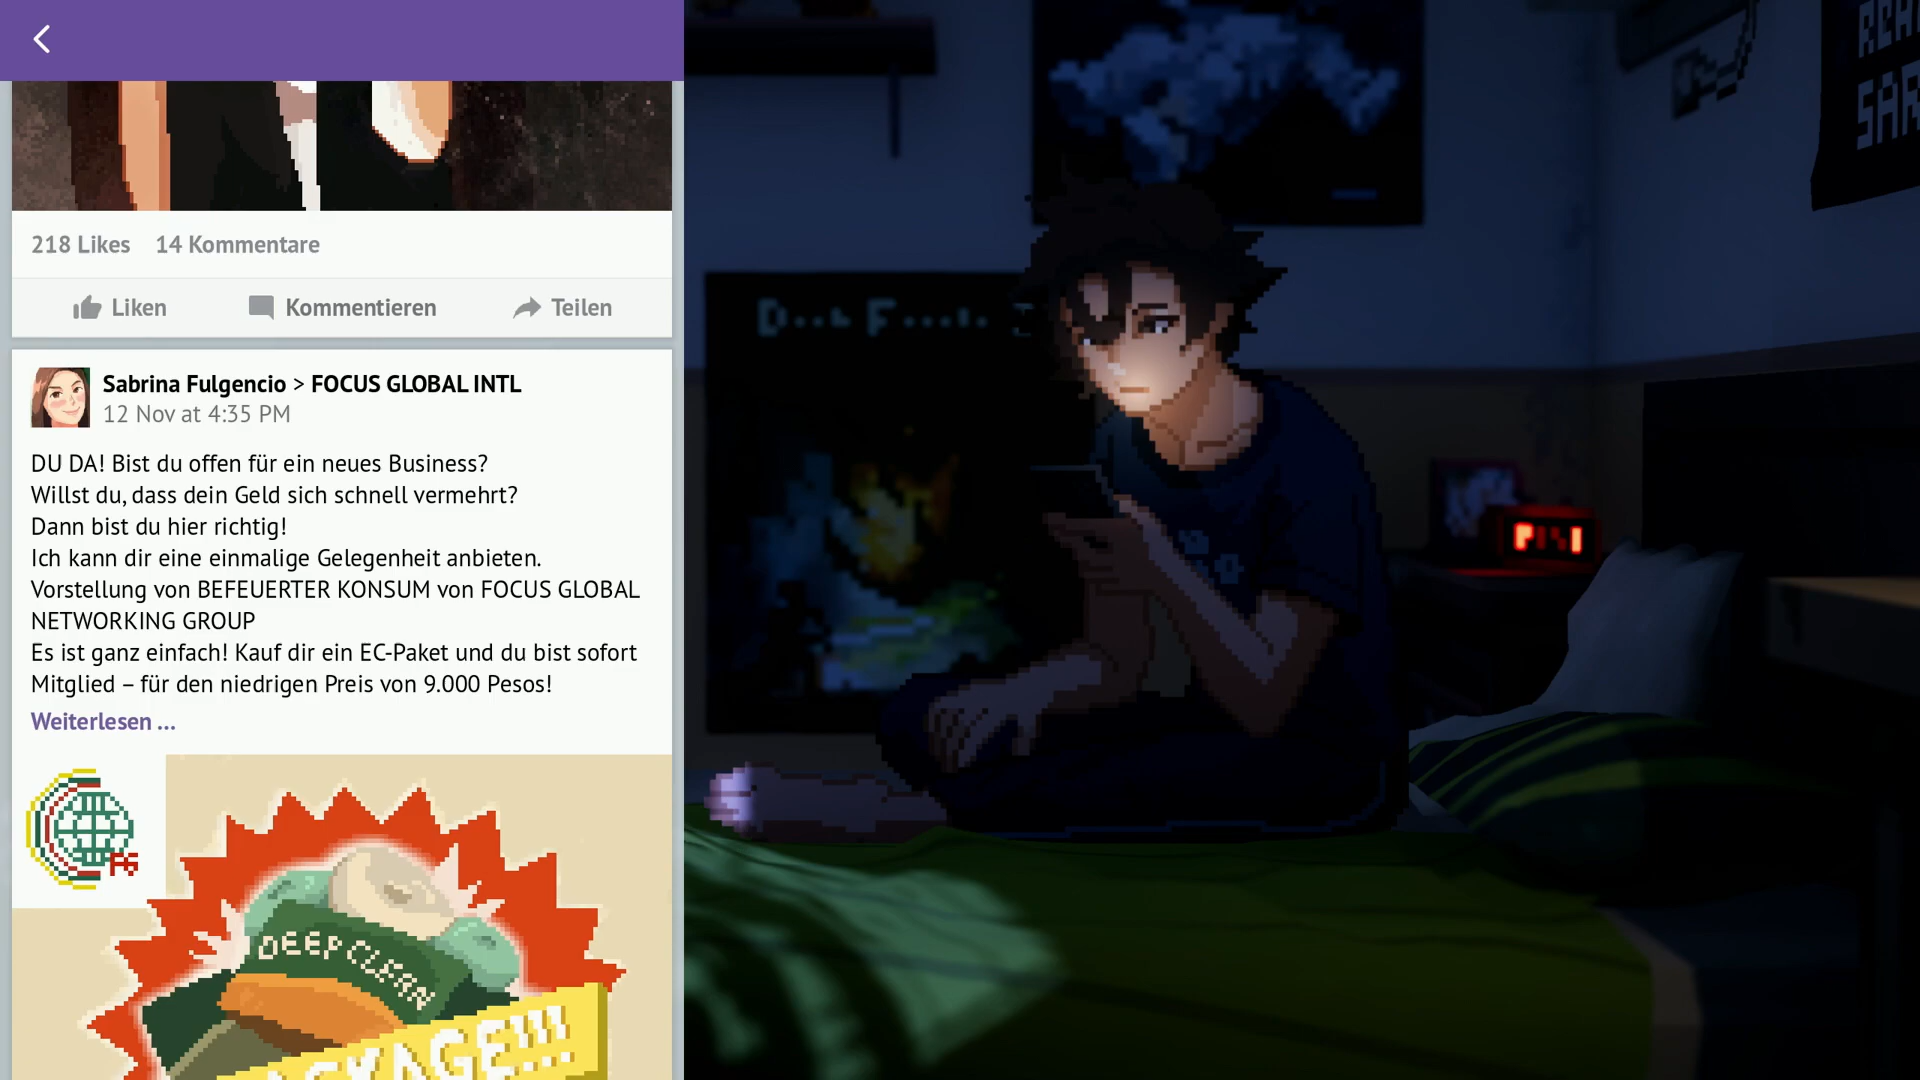 218 Likes 14 Kommentare
Liken Kommentieren Teilen
Sabrina Fulgencio > FOCUS GLOBAL INTL
12 Nov at 4:35 PM
DU DA! Bist du offen für ein neues Business?
Willst du, dass dein Geld sich schnell vermehrt?
Dann bist du hier richtig!
Ich kann dir eine einmalige Gelegenheit anbieten.
Vorstellung von BEFEUERTER KONSUM von FOCUS GLOBAL
NETWORKING GROUP
Es ist ganz einfach! Kauf dir ein EC-Paket und du bist sofort
Mitglied – für den niedrigen Preis von 9.000 Pesos!
Weiterlesen ...
FG
DEEP CLEAN